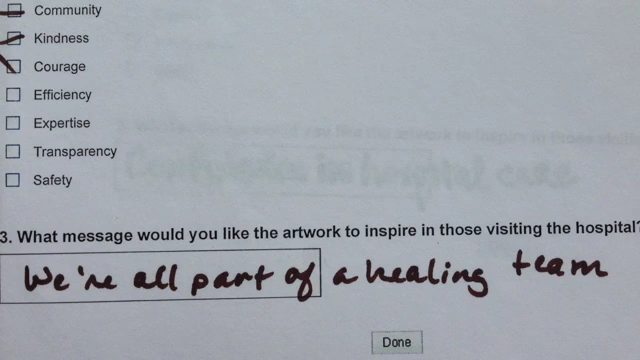 Community
Kindness
Courage
Efficiency
Expertise
Transparency
Safety
3. What message would you like the artwork to inspire in those visiting the hospital?
We're all part of a healing team
Done